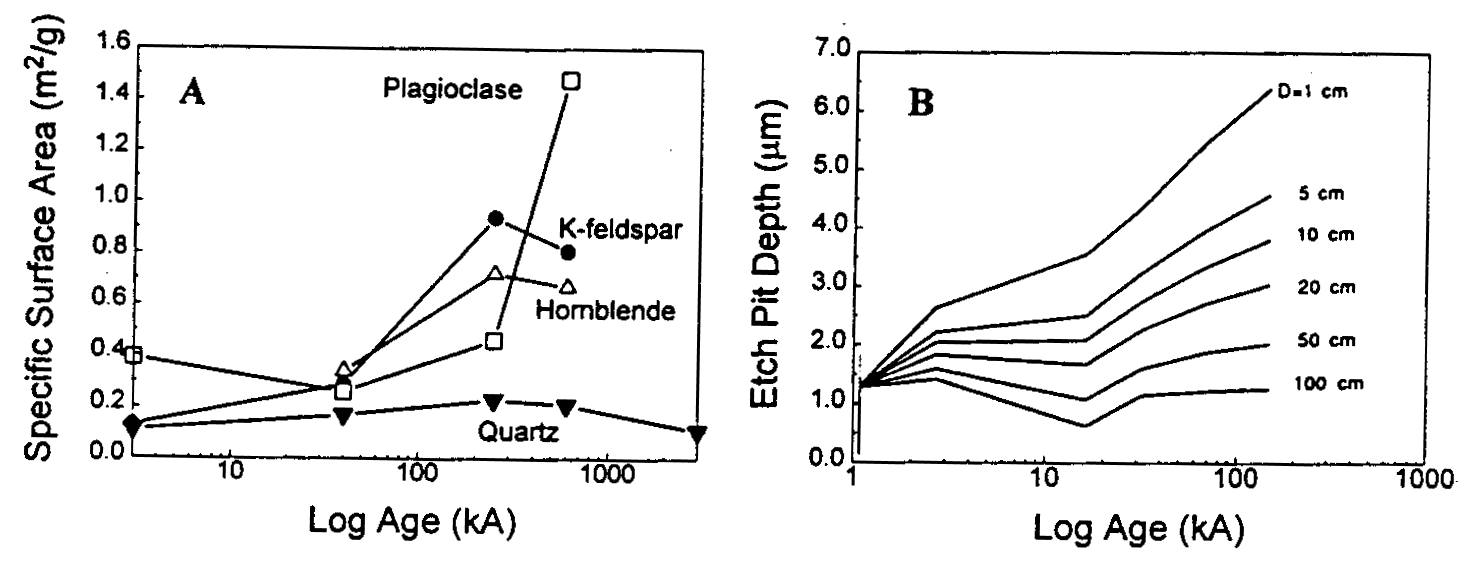 A
Specific Surface Area (m²/g)
1.6
1.4
1.2
1.0
0.8
0.6
0.4
0.2
0.0
Plagioclase
K-feldspar
Hornblende
Quartz
10
100
1000
Log Age (kA)
B
Etch Pit Depth (μm)
7.0
6.0
5.0
4.0
3.0
2.0
1.0
0.0
D=1 cm
5 cm
10 cm
20 cm
50 cm
100 cm
1
10
100
1000
Log Age (kA)